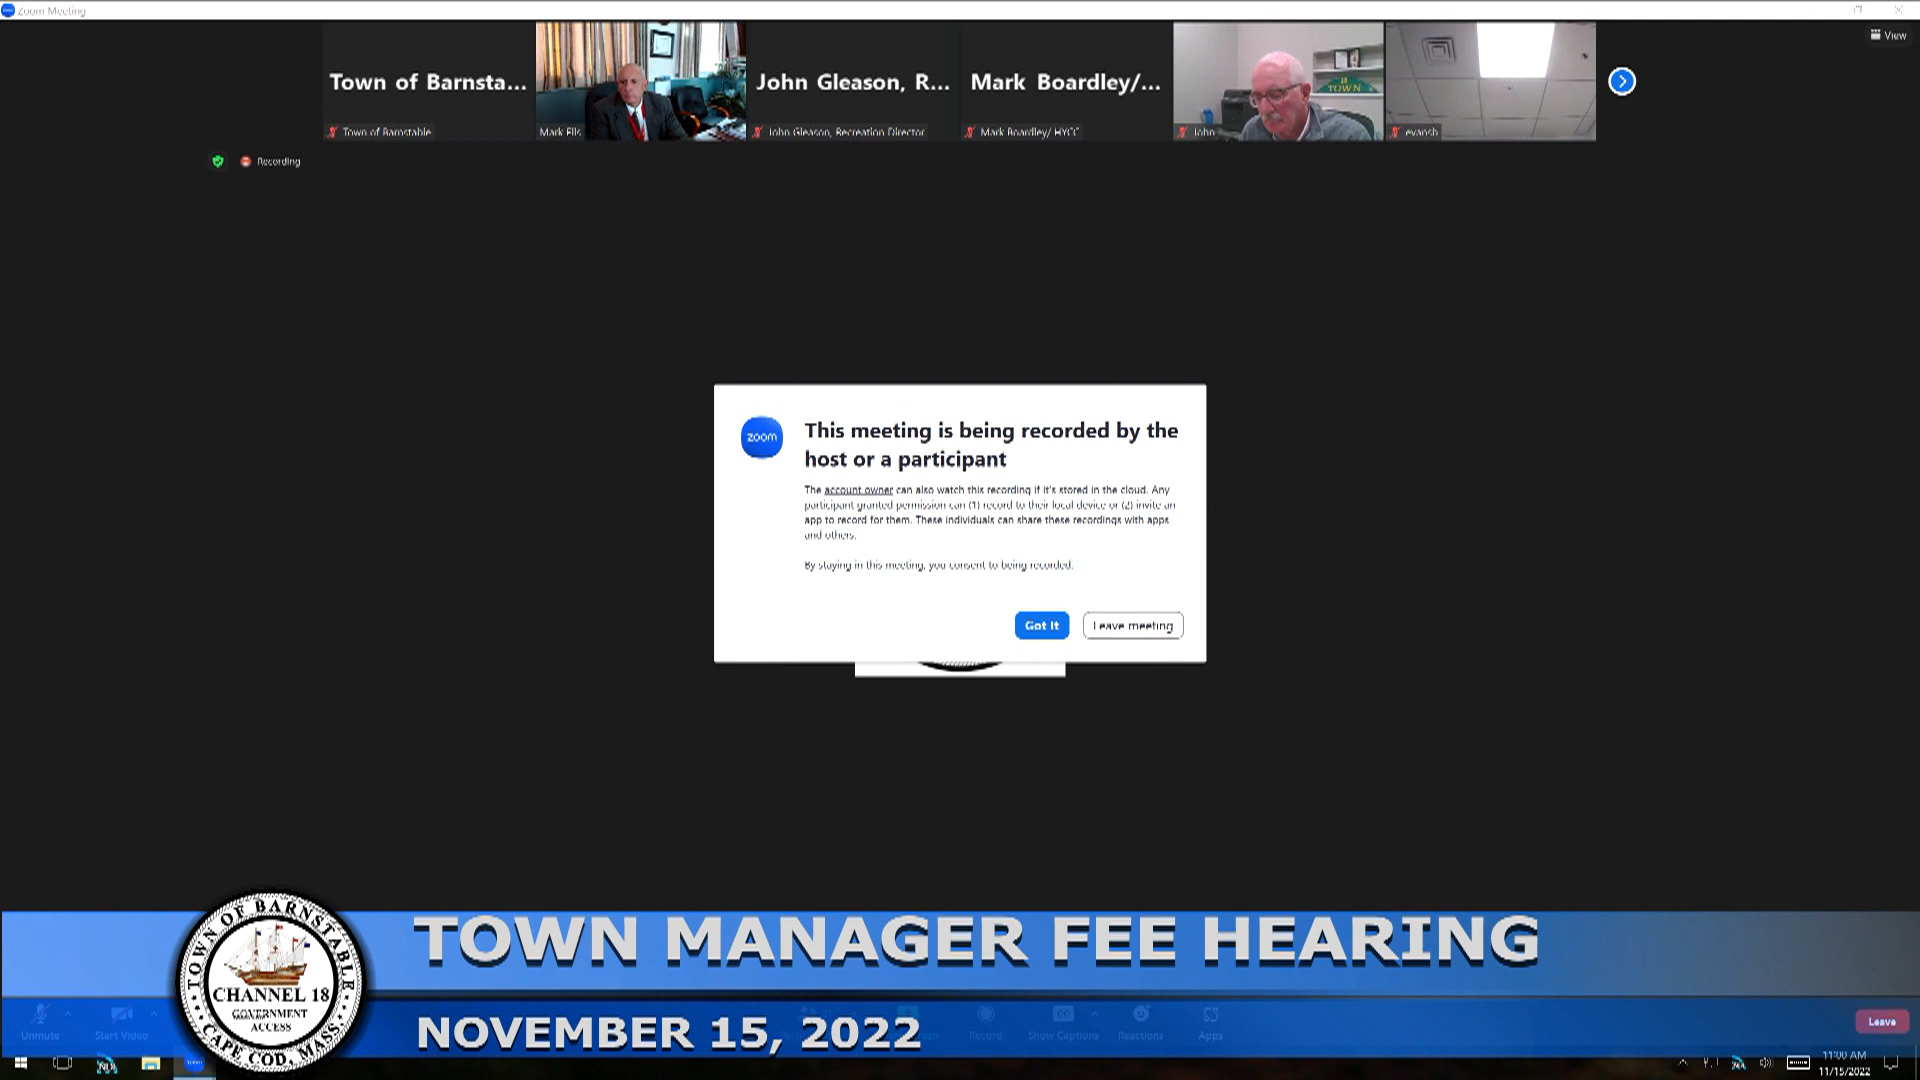 Zoom Meeting
View
Town of Barnsta...
John Gleason, R...
Mark Boardley/...
TOWN
Town of Barnstable
Mark Ells
John Gleason, Recreation Director
Mark Boardley/ HYCC
John
evansh
Recording
zoom
This meeting is being recorded by the
host or a participant
The account owner can also watch this recording if it's stored in the cloud. Any
participant granted permission can (1) record to their local device or (2) invite an
app to record for them. These individuals can share these recordings with apps
and others.
By staying in this meeting, you consent to being recorded.
Got it
Leave meeting
TOWN MANAGER FEE HEARING
TOWN OF BARNSTABLE
CHANNEL 18
GOVERNMENT
ACCESS
CAPE COD, MASS.
NOVEMBER 15, 2022
Unmute
Start Video
Record
Show Captions
Reactions
Apps
Leave
11:00 AM
11/15/2022